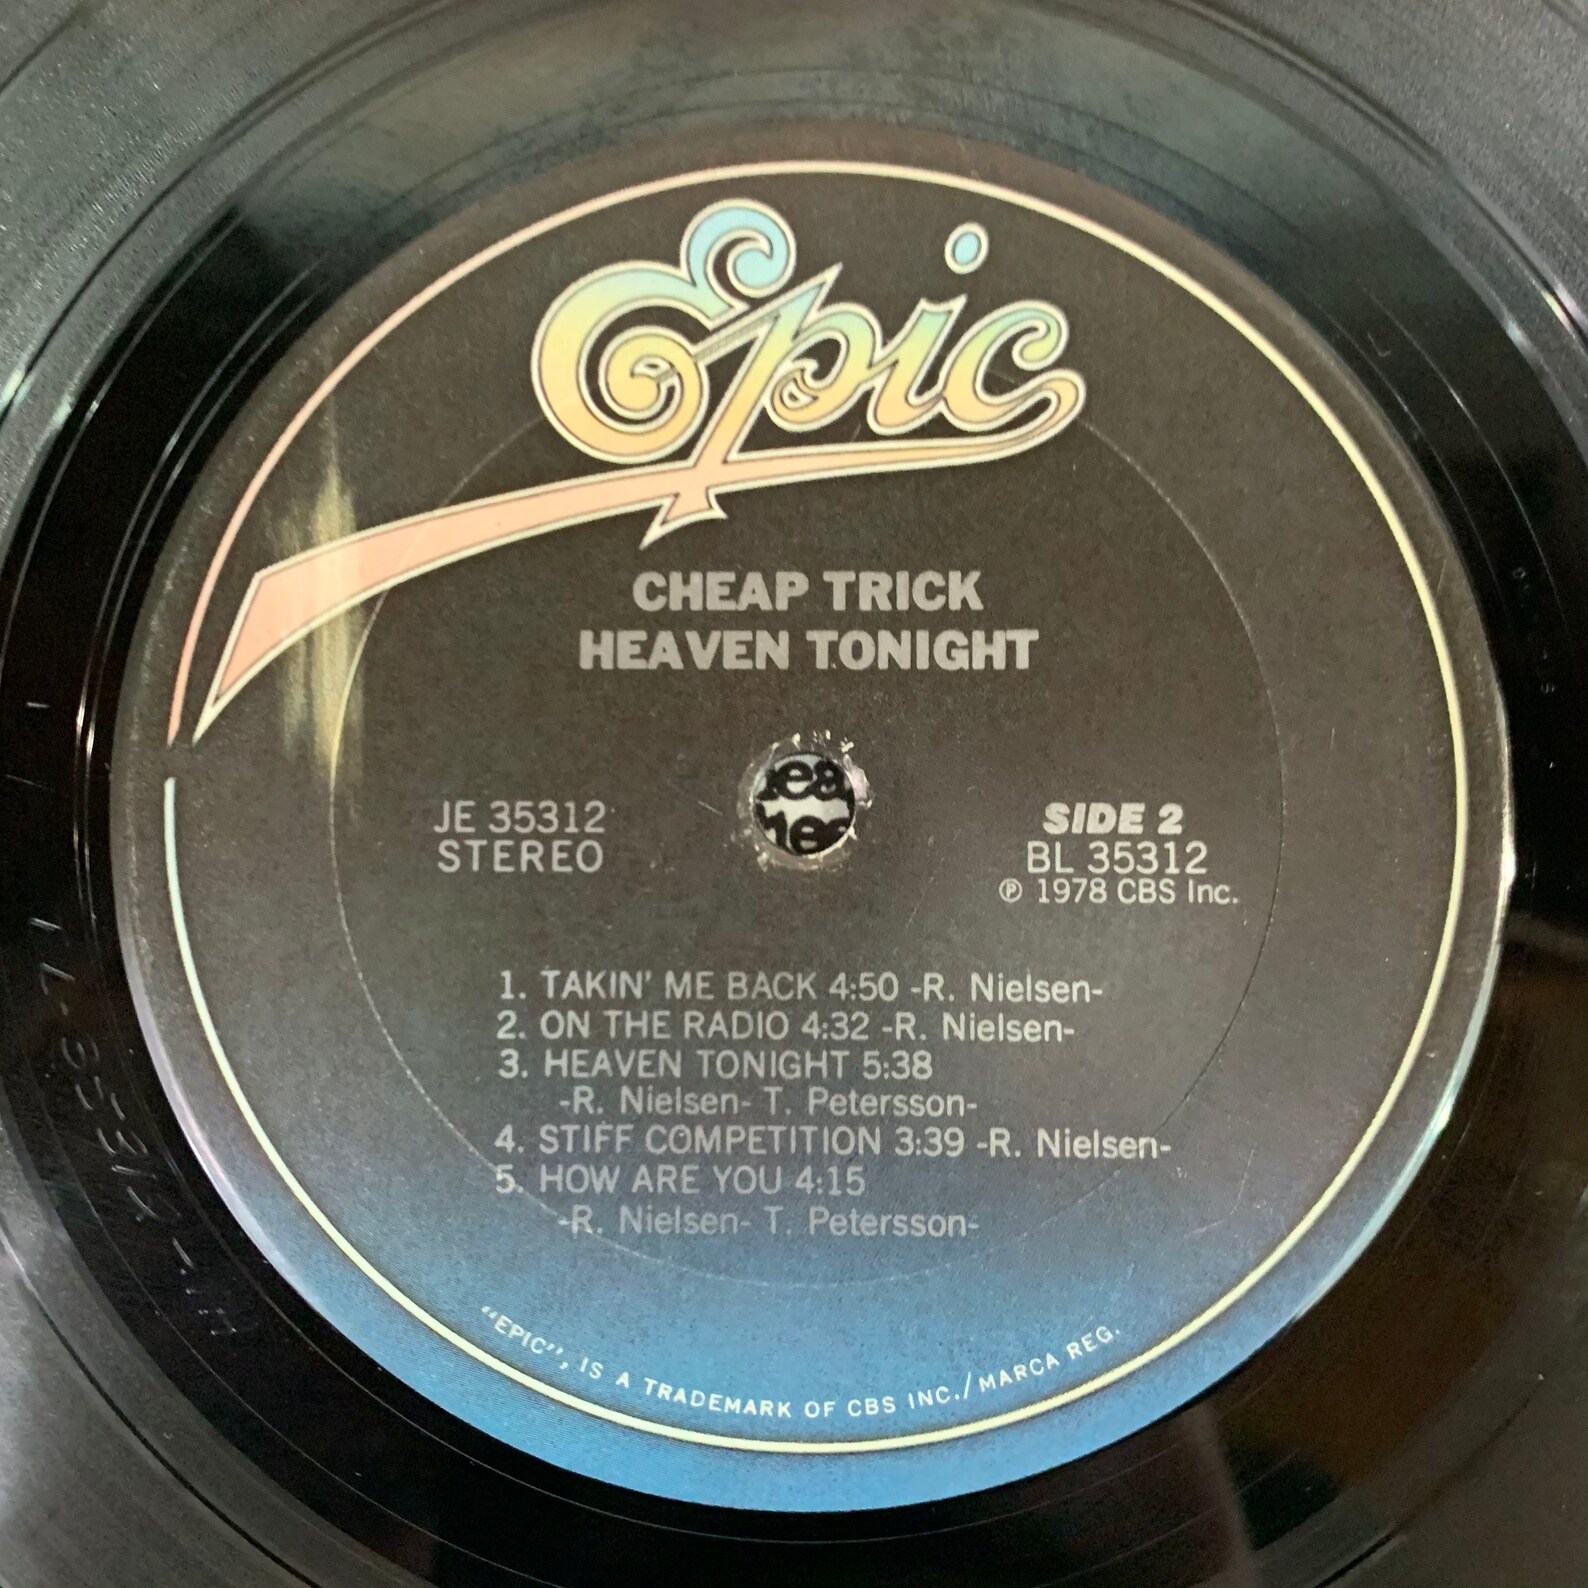 Epic
CHEAP TRICK
HEAVEN TONIGHT
JE 35312
STEREO
SIDE 2
BL 35312
℗ 1978 CBS Inc.
1. TAKIN' ME BACK 4:50 -R. Nielsen-
2. ON THE RADIO 4:32 -R. Nielsen-
3. HEAVEN TONIGHT 5:38
-R. Nielsen- T. Petersson-
4. STIFF COMPETITION 3:39 -R. Nielsen-
5. HOW ARE YOU 4:15
-R. Nielsen- T. Petersson-
"EPIC", IS A TRADEMARK OF CBS INC./MARCA REG.